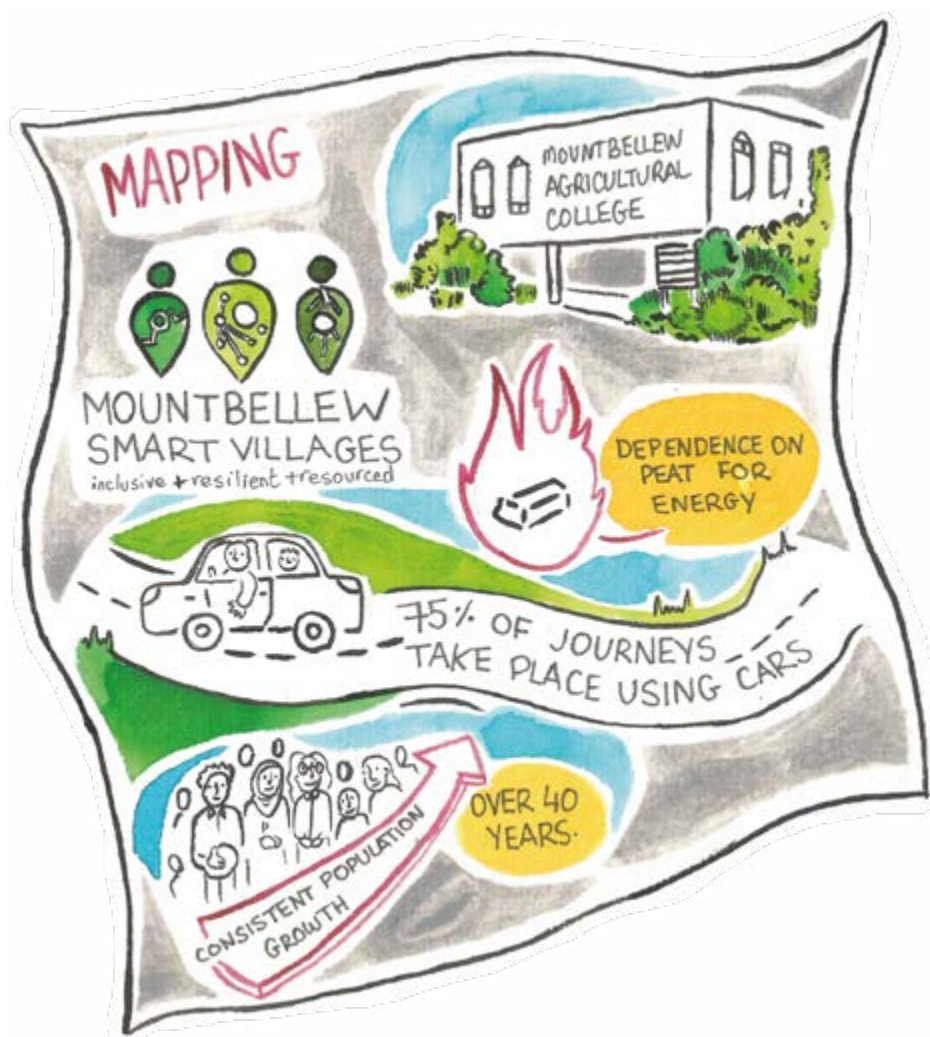 MAPPING
MOUNTBELLEW
AGRICULTURAL
COLLEGE
MOUNTBELLEW
SMART VILLAGES
inclusive + resilient + resourced
DEPENDENCE ON
PEAT FOR
ENERGY
75% OF JOURNEYS
TAKE PLACE USING CARS
OVER 40
YEARS.
CONSISTENT POPULATION
GROWTH